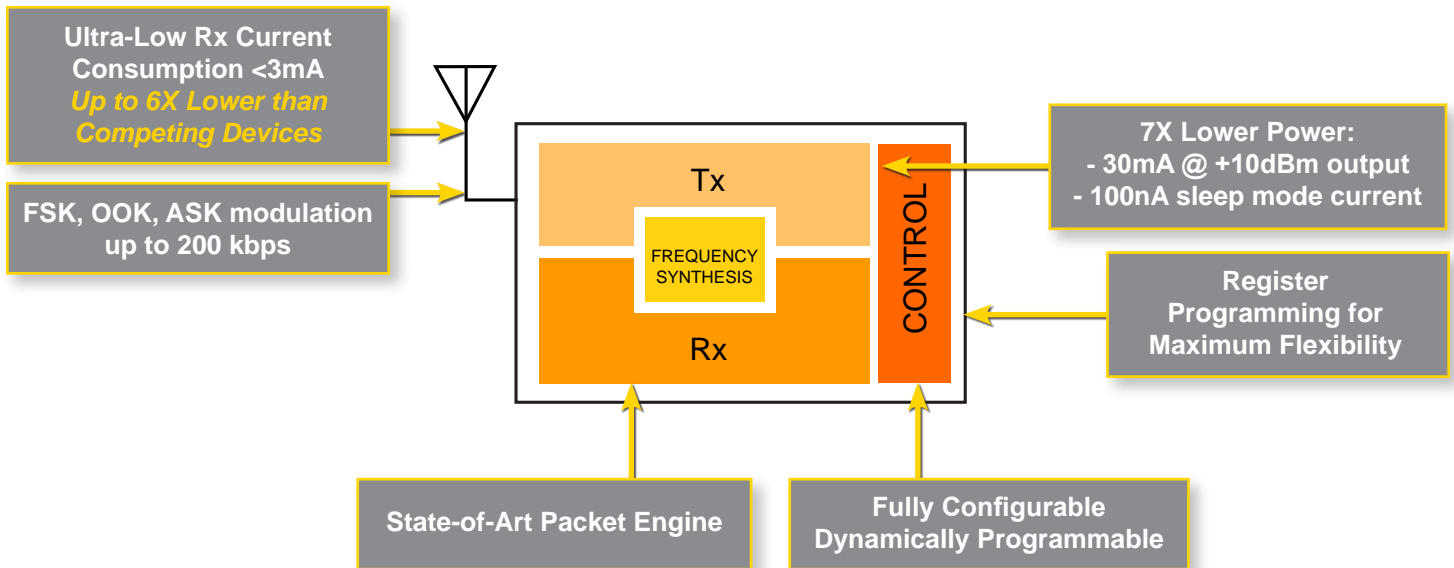 Ultra-Low Rx Current
Consumption <3mA
Up to 6X Lower than
Competing Devices
FSK, OOK, ASK modulation
up to 200 kbps
Tx
FREQUENCY
SYNTHESIS
Rx
CONTROL
7X Lower Power:
- 30mA @ +10dBm output
- 100nA sleep mode current
Register
Programming for
Maximum Flexibility
State-of-Art Packet Engine
Fully Configurable
Dynamically Programmable